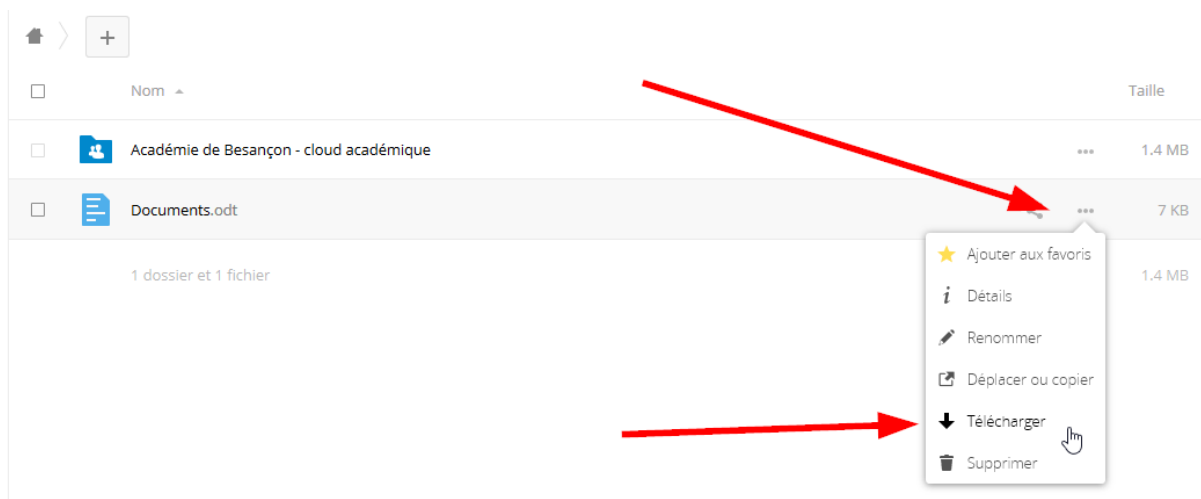 +
Nom Taille
Académie de Besançon - cloud académique ... 1.4 MB
Documents.odt ... 7 KB
1 dossier et 1 fichier 1.4 MB
Ajouter aux favoris
Détails
Renommer
Déplacer ou copier
Télécharger
Supprimer